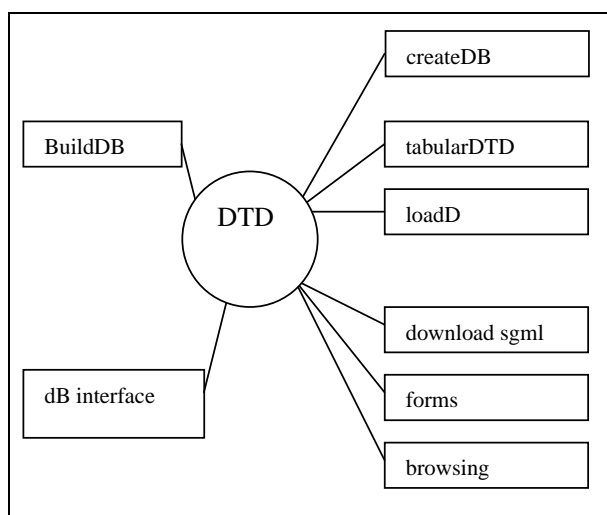 createDB
BuildDB
tabularDTD
DTD
loadD
download sgml
dB interface
forms
browsing